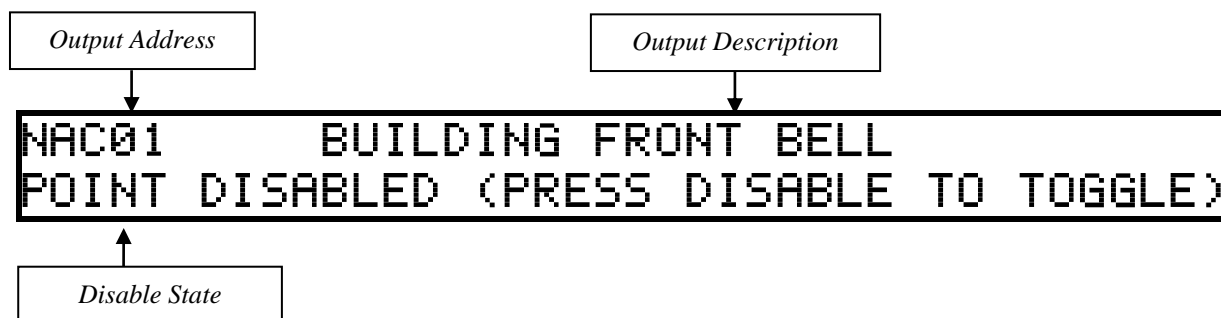 Output Address
Output Description
NAC01 BUILDING FRONT BELL
POINT DISABLED (PRESS DISABLE TO TOGGLE)
Disable State